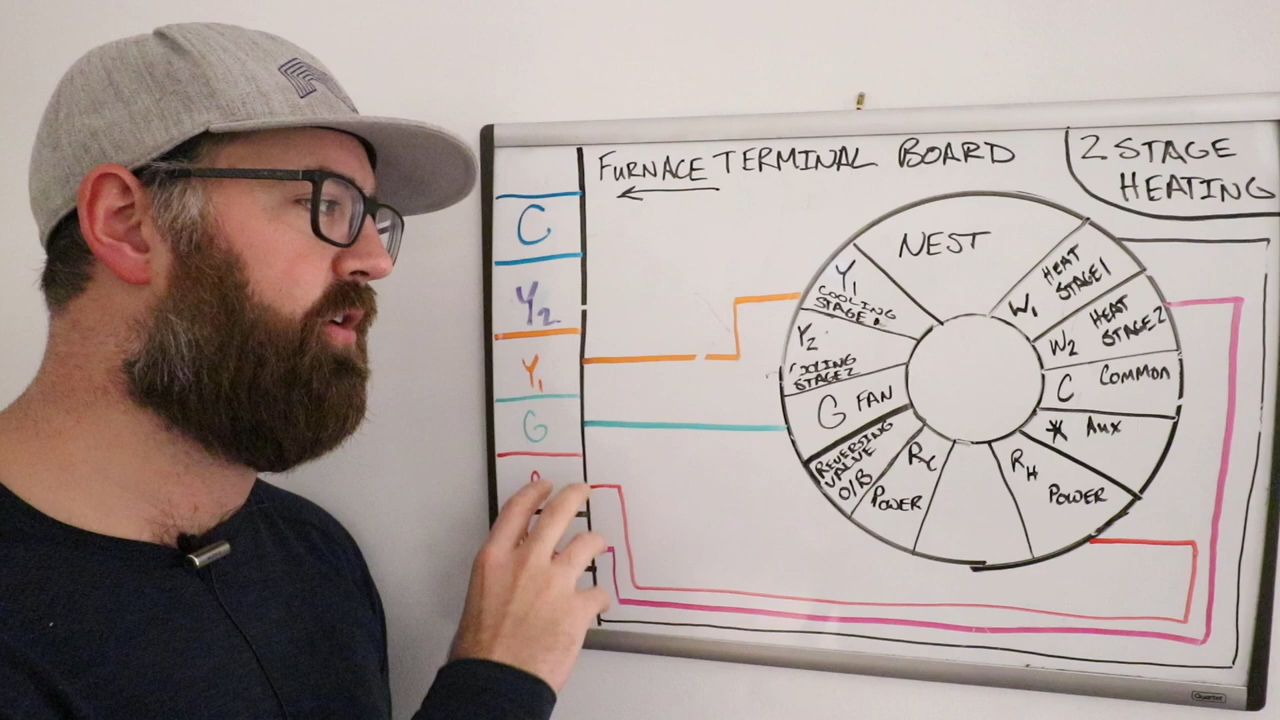 FURNACE TERMINAL BOARD
2 STAGE
HEATING
C
Y2
Y1
G
NEST
Y1
COOLING
STAGE 1
Y2
COOLING
STAGE 2
G FAN
REVERSING
VALVE
O/B
RC
POWER
RH
POWER
* AUX
C COMMON
W2 HEAT
STAGE 2
W1 HEAT
STAGE 1
Quartet